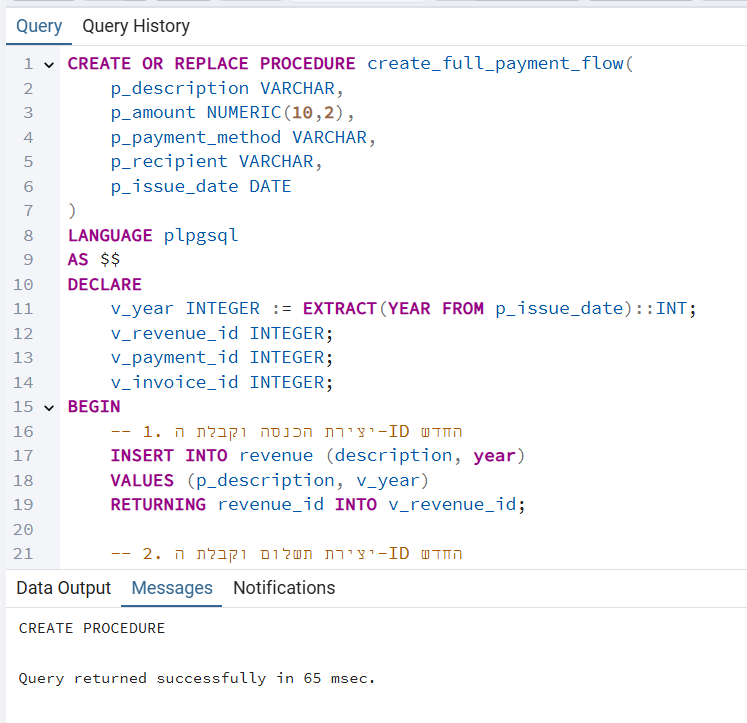 Query Query History
1 CREATE OR REPLACE PROCEDURE create_full_payment_flow(
2 p_description VARCHAR,
3 p_amount NUMERIC(10,2),
4 p_payment_method VARCHAR,
5 p_recipient VARCHAR,
6 p_issue_date DATE
7 )
8 LANGUAGE plpgsql
9 AS $$
10 DECLARE
11 v_year INTEGER := EXTRACT(YEAR FROM p_issue_date)::INT;
12 v_revenue_id INTEGER;
13 v_payment_id INTEGER;
14 v_invoice_id INTEGER;
15 BEGIN
16 -- 1. יצירת הכנסה וקבלת ה-ID החדש
17 INSERT INTO revenue (description, year)
18 VALUES (p_description, v_year)
19 RETURNING revenue_id INTO v_revenue_id;
20
21 -- 2. יצירת תשלום וקבלת ה-ID החדש
Data Output Messages Notifications
CREATE PROCEDURE
Query returned successfully in 65 msec.